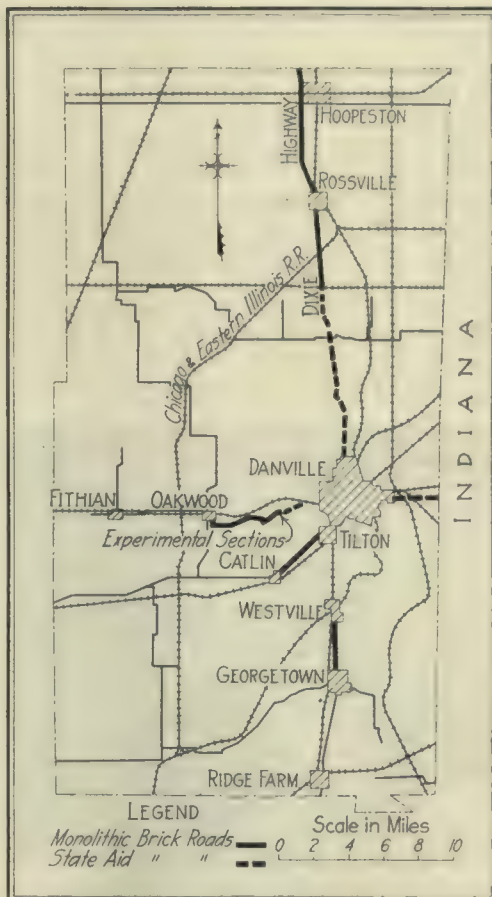 HOOPESTON
HIGHWAY
ROSSVILLE
DIXIE
Chicago & Eastern Illinois R.R.
INDIANA
DANVILLE
FITHIAN OAKWOOD
Experimental Sections
TILTON
CATLIN
WESTVILLE
GEORGETOWN
RIDGE FARM
LEGEND
Monolithic Brick Roads
State Aid " "
Scale in Miles
0 2 4 6 8 10